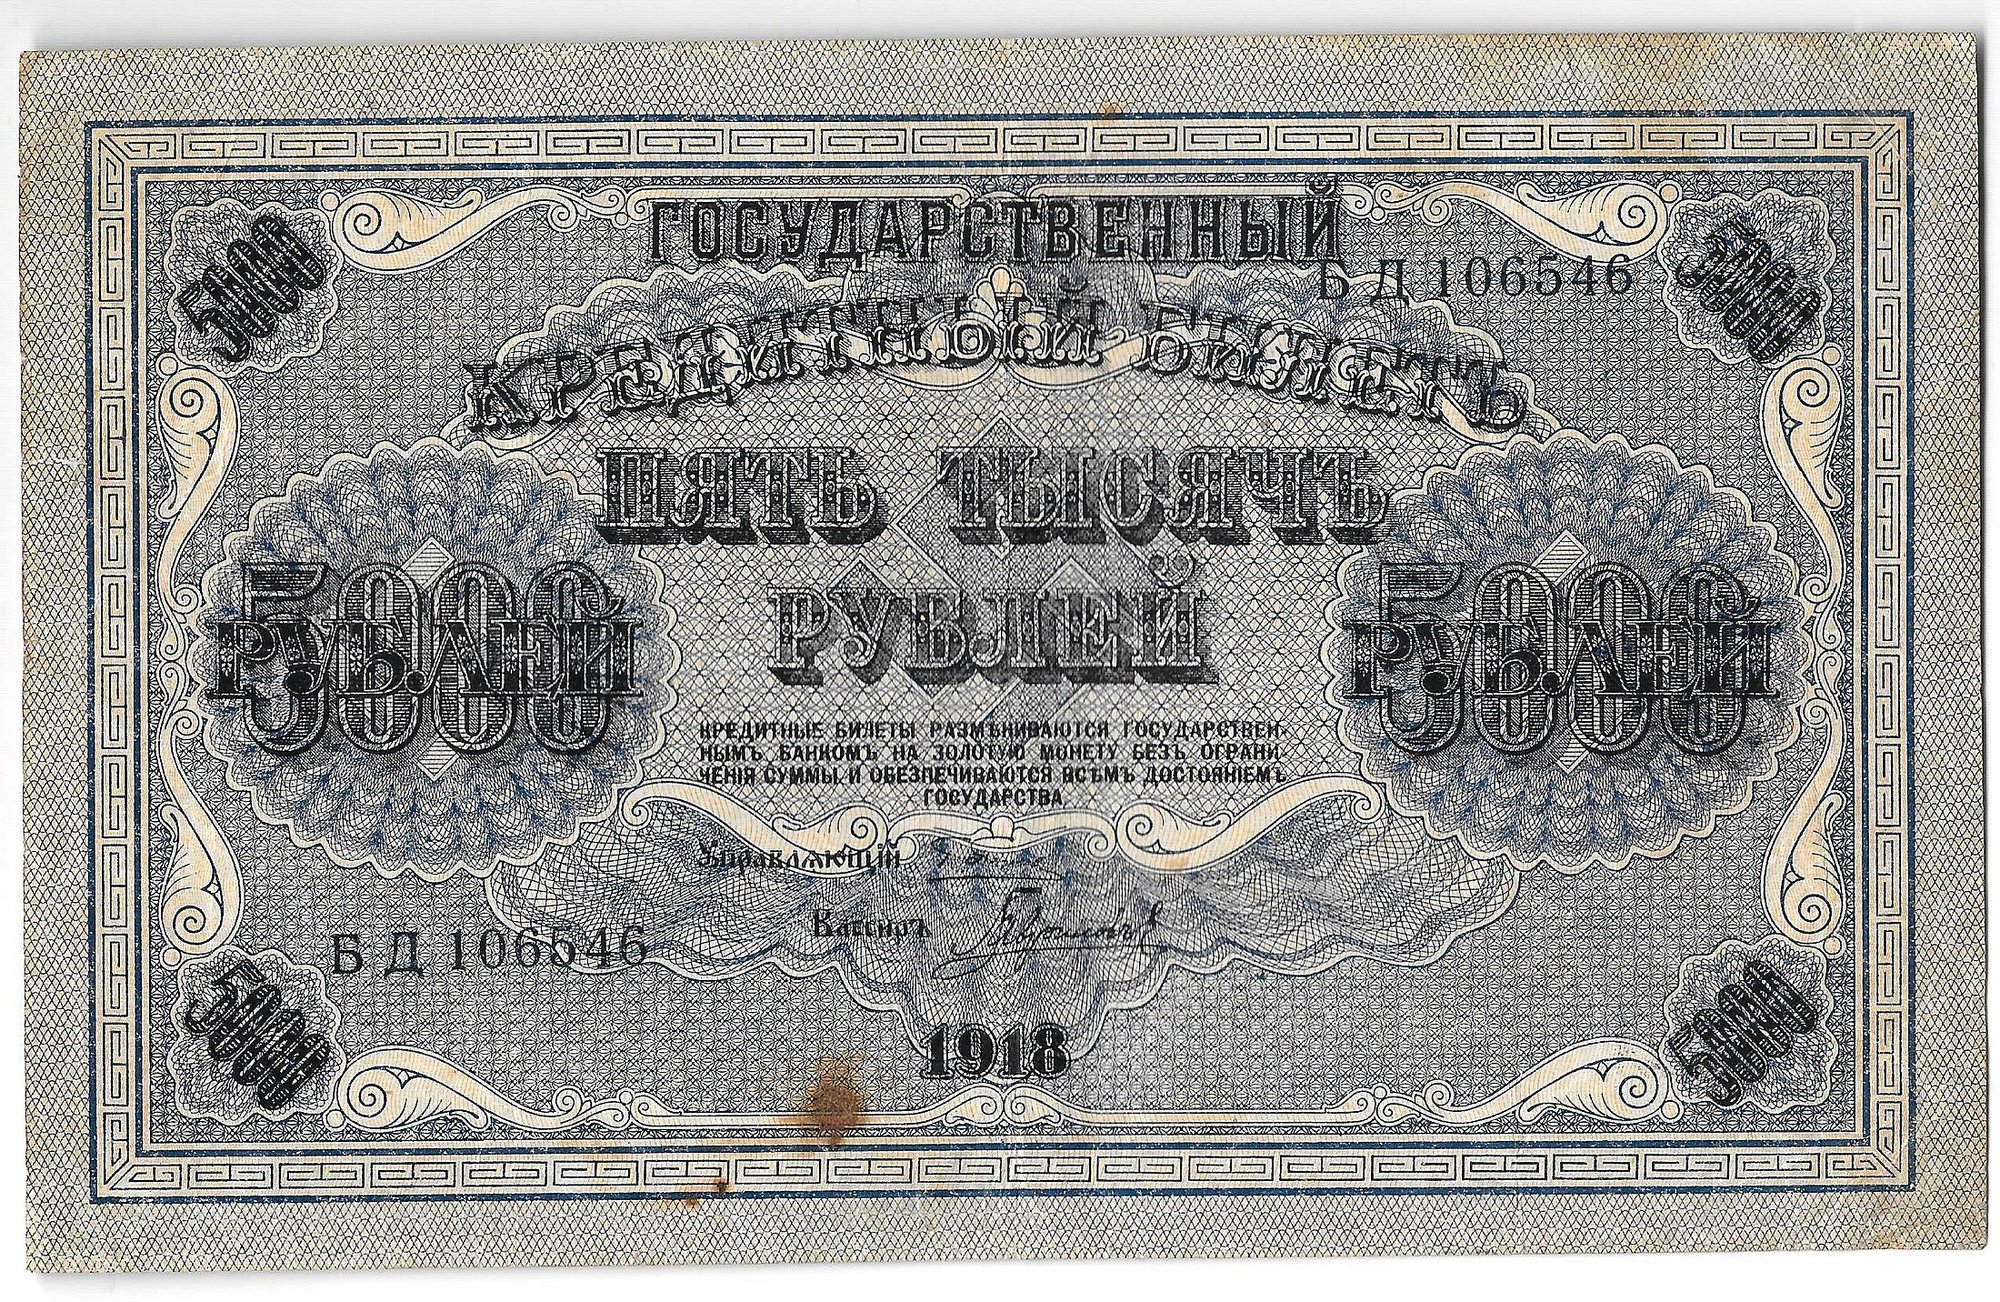 5000
ГОСУДАРСТВЕННЫЙ
5000
БД 106546
КРЕДИТНЫЙ БИЛЕТЪ
ПЯТЬ ТЫСЯЧЪ
РУБЛЕЙ
5000
РУБЛЕЙ
5000
РУБЛЕЙ
КРЕДИТНЫЕ БИЛЕТЫ РАЗМѢНИВАЮТСЯ ГОСУДАРСТВЕН-
НЫМЪ БАНКОМЪ НА ЗОЛОТУЮ МОНЕТУ БЕЗЪ ОГРАНИ-
ЧЕНІЯ СУММЫ, И ОБЕЗПЕЧИВАЮТСЯ ВСѢМЪ ДОСТОЯНІЕМЪ
ГОСУДАРСТВА
Управляющій
Кассиръ
БД 106546
5000
1918
5000